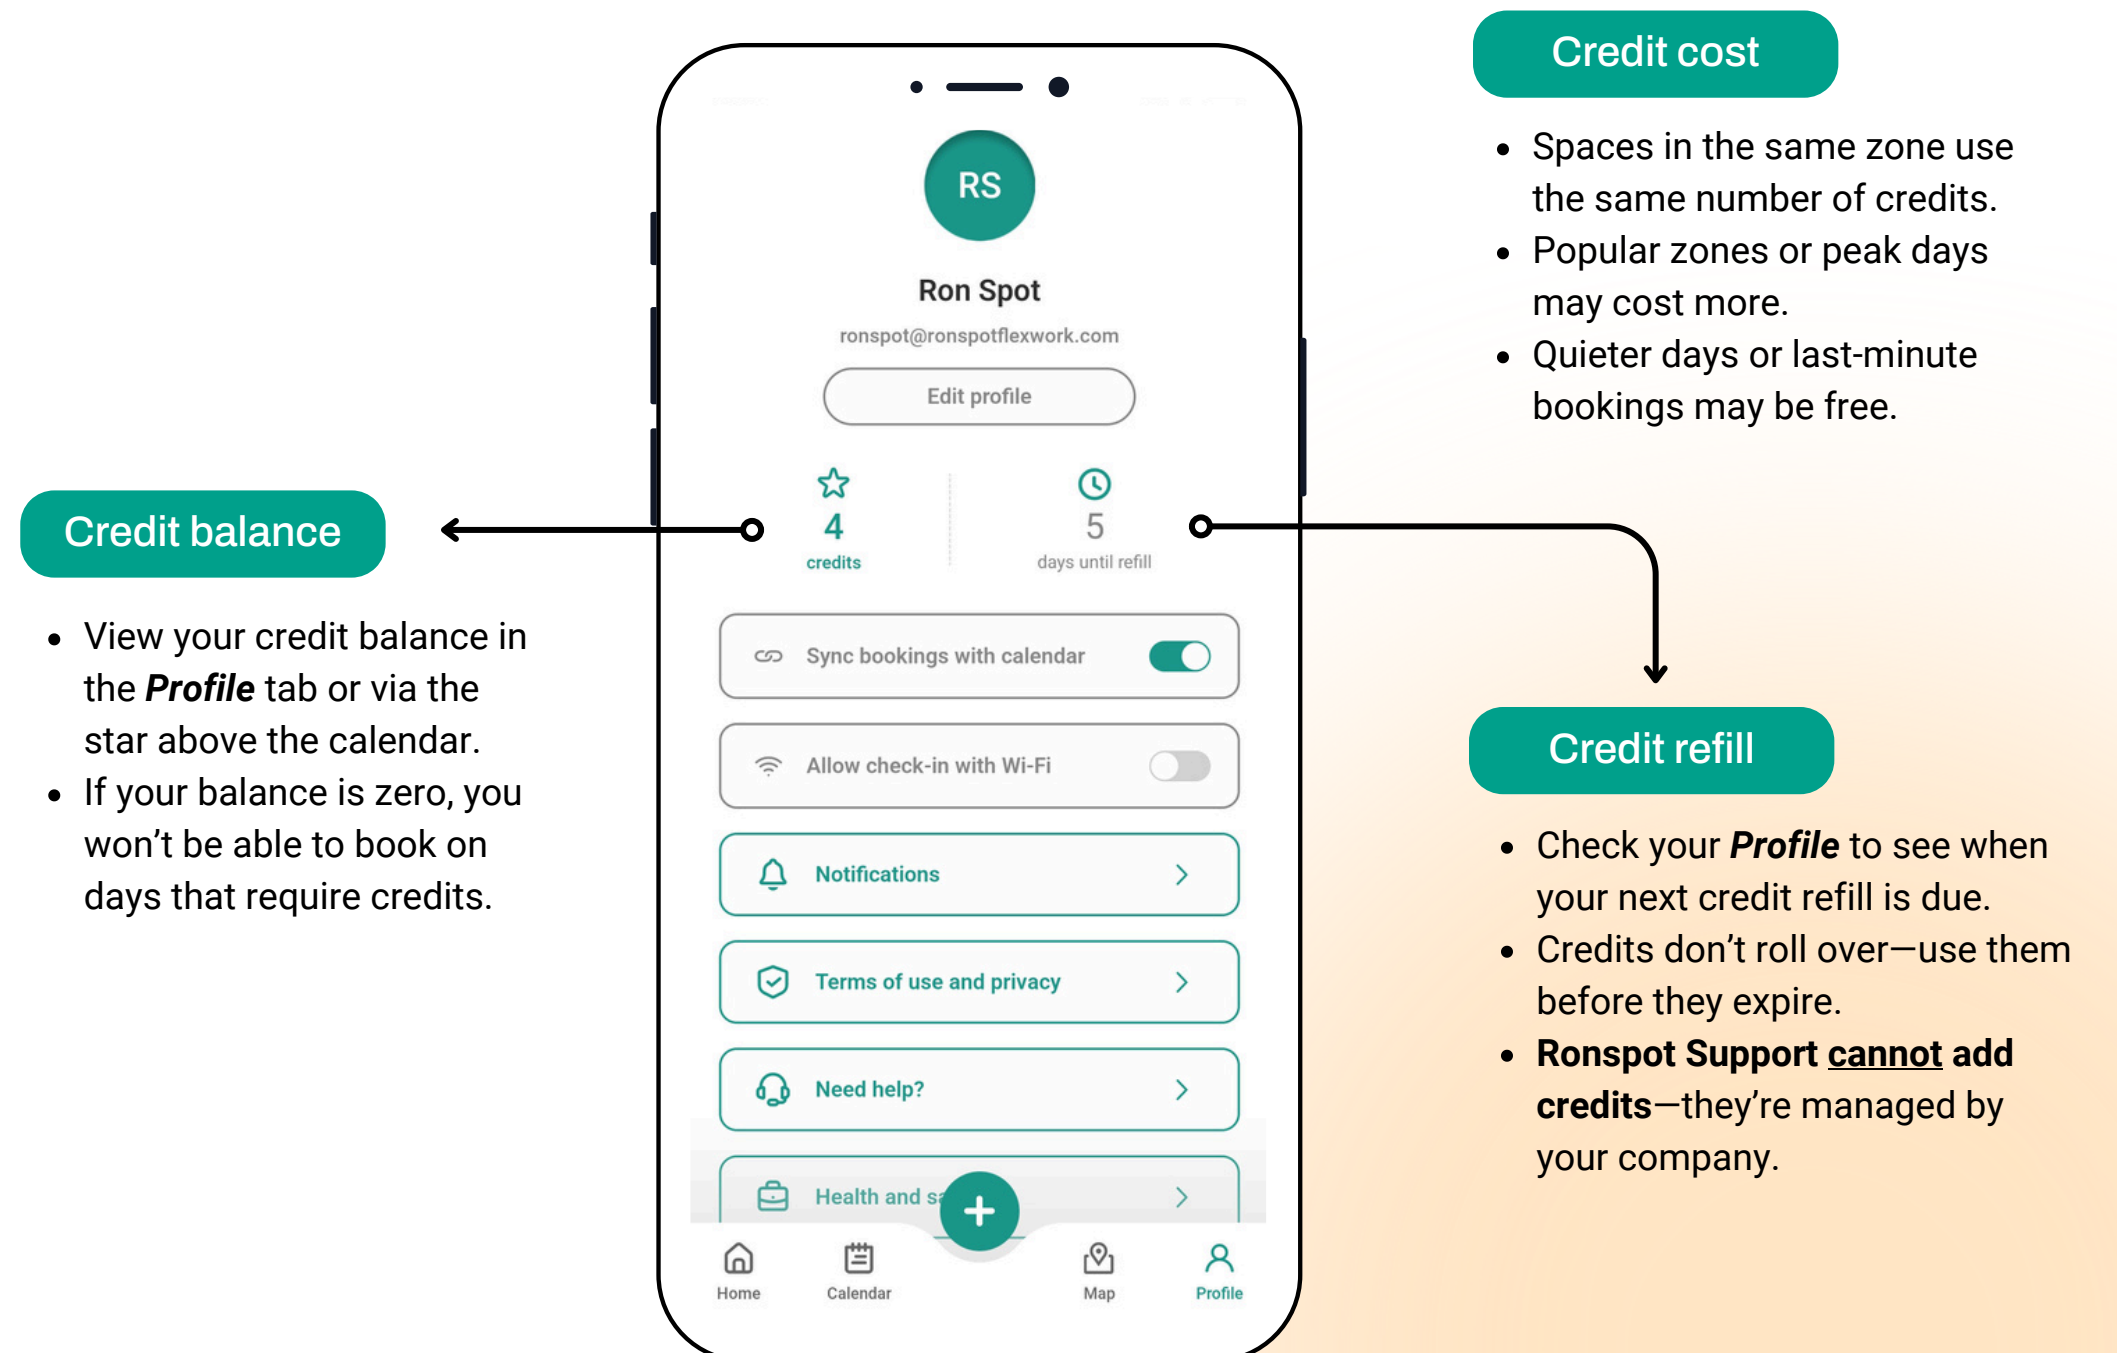 Credit cost
• Spaces in the same zone use
the same number of credits.
• Popular zones or peak days
may cost more.
• Quieter days or last-minute
bookings may be free.
RS
Ron Spot
ronspot@ronspotflexwork.com
Edit profile
4
credits
5
days until refill
Credit balance
• View your credit balance in
the Profile tab or via the
star above the calendar.
• If your balance is zero, you
won’t be able to book on
days that require credits.
Sync bookings with calendar
Allow check-in with Wi-Fi
Notifications
Terms of use and privacy
Need help?
Health and sa
+
Home
Calendar
Map
Profile
Credit refill
• Check your Profile to see when
your next credit refill is due.
• Credits don’t roll over—use them
before they expire.
• Ronspot Support cannot add
credits—they’re managed by
your company.